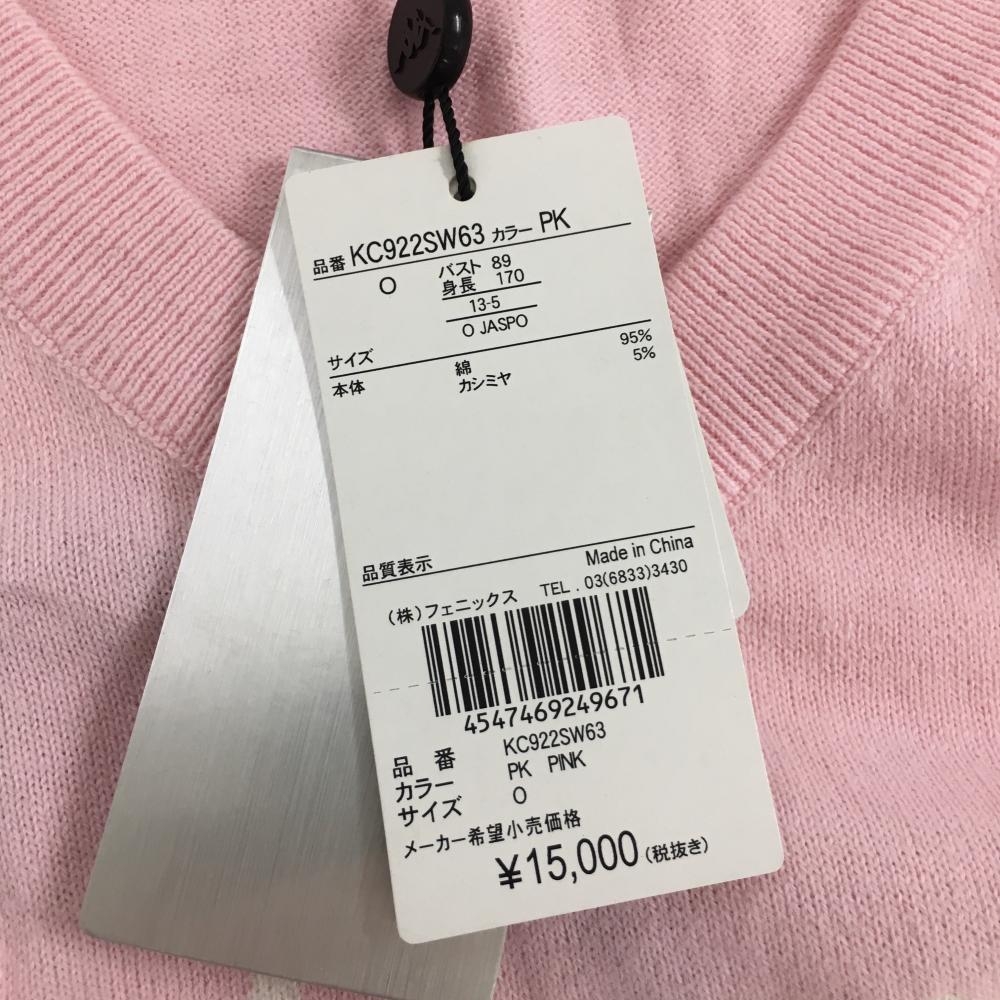 品番 KC922SW63 カラー PK
O
バスト 89
身長 170
13-5
O JASPO
サイズ
本体 綿 95%
カシミヤ 5%
品質表示 Made in China
(株)フェニックス TEL . 03(6833)3430
4547469249671
品 番 KC922SW63
カラー PK PINK
サイズ O
メーカー希望小売価格
¥15,000 (税抜き)